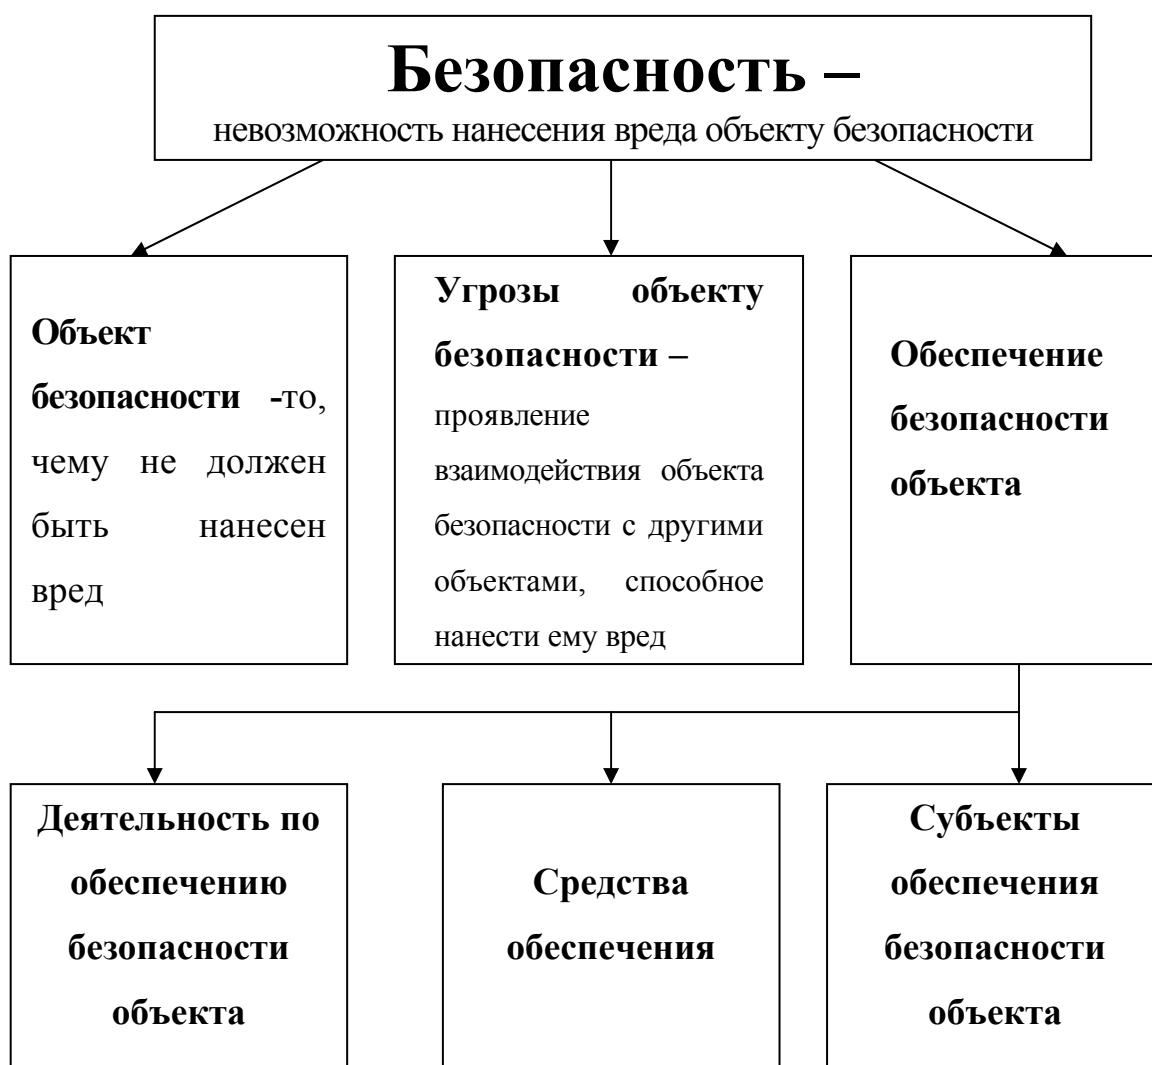 Безопасность –
невозможность нанесения вреда объекту безопасности
Объект
безопасности -то,
чему не должен
быть нанесен
вред
Угрозы объекту
безопасности –
проявление
взаимодействия объекта
безопасности с другими
объектами, способное
нанести ему вред
Обеспечение
безопасности
объекта
Деятельность по
обеспечению
безопасности
объекта
Средства
обеспечения
Субъекты
обеспечения
безопасности
объекта